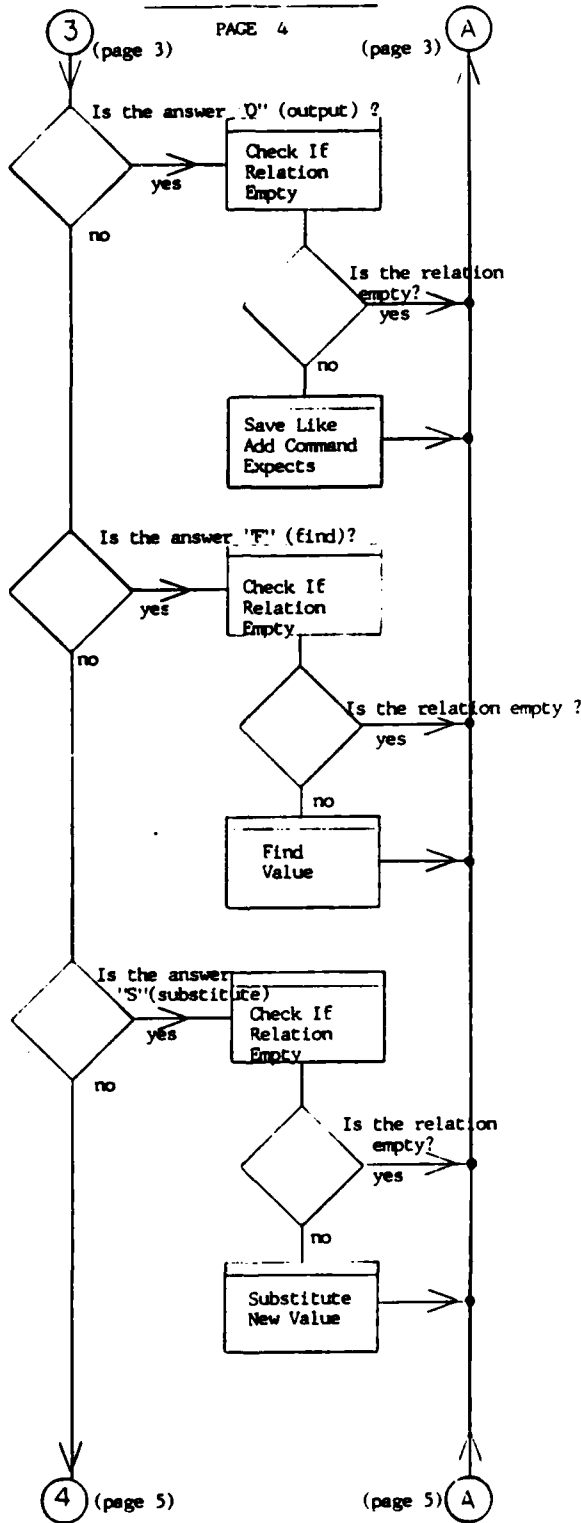 PAGE 4
3
(page 3)
(page 3)
A
Is the answer "O" (output) ?
yes
no
Check If
Relation
Empty
Is the relation
empty?
yes
no
Save Like
Add Command
Expects
Is the answer "F" (find)?
yes
no
Check If
Relation
Empty
Is the relation empty ?
yes
no
Find
Value
Is the answer
"S"(substitute)
yes
no
Check If
Relation
Empty
Is the relation
empty?
yes
no
Substitute
New Value
4
(page 5)
(page 5)
A